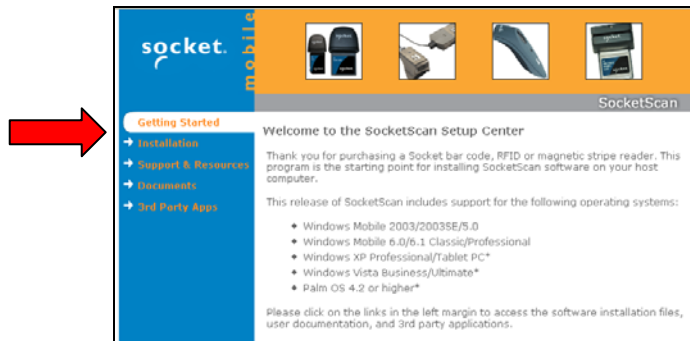 socket.
mobile
SocketScan
Getting Started
Installation
Support & Resources
Documents
3rd Party Apps
Welcome to the SocketScan Setup Center
Thank you for purchasing a Socket bar code, RFID or magnetic stripe reader. This
program is the starting point for installing SocketScan software on your host
computer.
This release of SocketScan includes support for the following operating systems:
Windows Mobile 2003/2003SE/5.0
Windows Mobile 6.0/6.1 Classic/Professional
Windows XP Professional/Tablet PC*
Windows Vista Business/Ultimate*
Palm OS 4.2 or higher*
Please click on the links in the left margin to access the software installation files,
user documentation, and 3rd party applications.